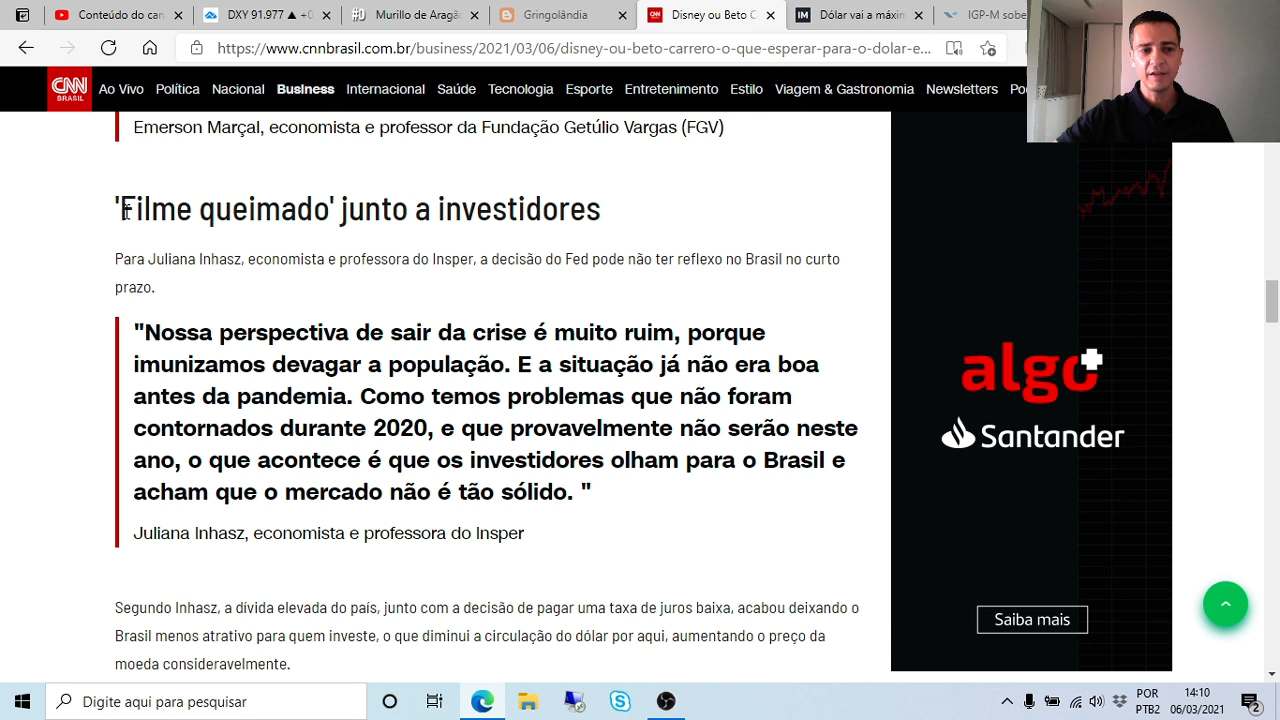 DXY 91.977 ▲ +0
Murillo de Arag
Gringolândia
Disney ou Beto C
IM
Dólar vai a máxim
IGP-M sobe
https://www.cnnbrasil.com.br/business/2021/03/06/disney-ou-beto-carrero-o-que-esperar-para-o-dolar-e...
CNN BRASIL
Ao Vivo Política Nacional Business Internacional Saúde Tecnologia Esporte Entretenimento Estilo Viagem & Gastronomia Newsletters
Emerson Marçal, economista e professor da Fundação Getúlio Vargas (FGV)
'Filme queimado' junto a investidores
Para Juliana Inhasz, economista e professora do Insper, a decisão do Fed pode não ter reflexo no Brasil no curto
prazo.
"Nossa perspectiva de sair da crise é muito ruim, porque
imunizamos devagar a população. E a situação já não era boa
antes da pandemia. Como temos problemas que não foram
contornados durante 2020, e que provavelmente não serão neste
ano, o que acontece é que os investidores olham para o Brasil e
acham que o mercado não é tão sólido. "
Juliana Inhasz, economista e professora do Insper
Segundo Inhasz, a dívida elevada do país, junto com a decisão de pagar uma taxa de juros baixa, acabou deixando o
Brasil menos atrativo para quem investe, o que diminui a circulação do dólar por aqui, aumentando o preço da
moeda consideravelmente.
algo+
Santander
Saiba mais
Digite aqui para pesquisar
POR
PTB2
14:10
06/03/2021
2